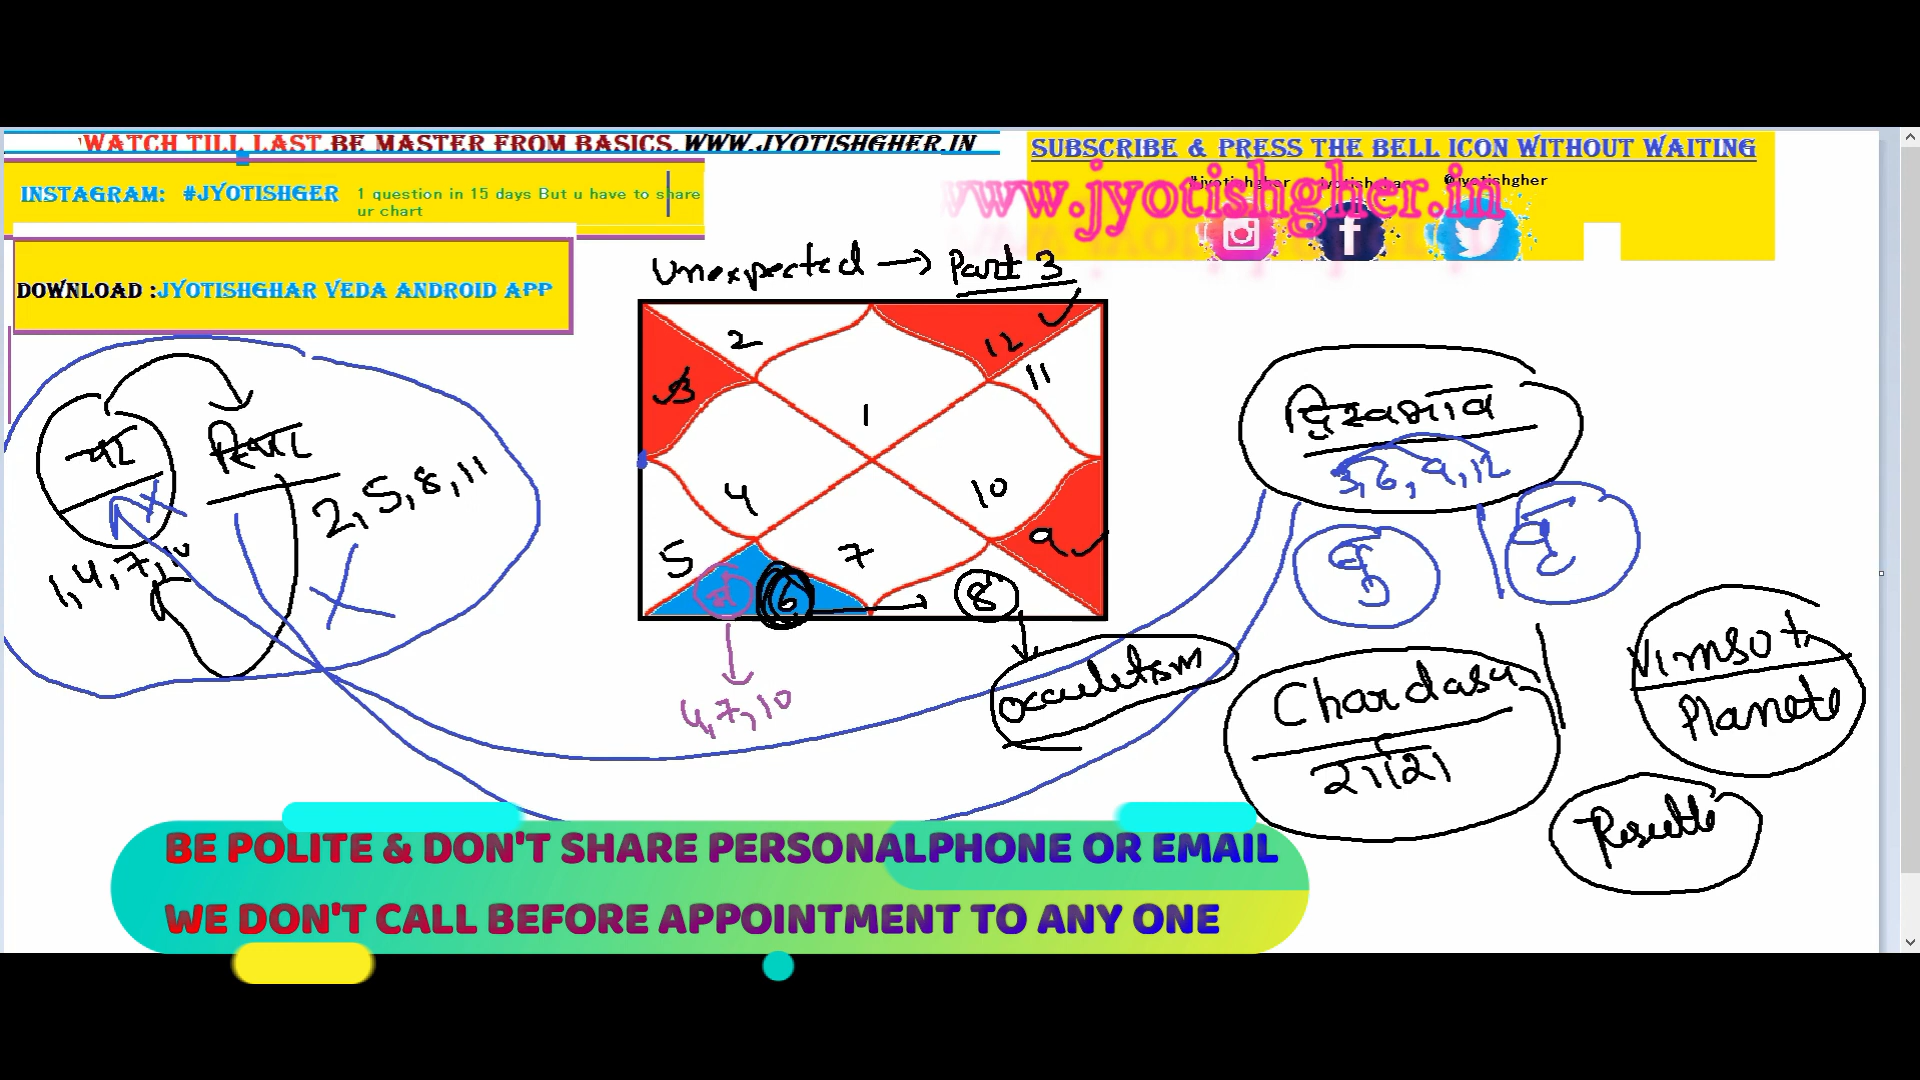 WATCH TILL LAST.BE MASTER FROM BASICS.WWW.JYOTISHGHER.IN
SUBSCRIBE & PRESS THE BELL ICON WITHOUT WAITING
INSTAGRAM: #JYOTISHGER 1 question in 15 days But u have to share
ur chart
@jyotishgher
www.jyotishgher.in
DOWNLOAD :JYOTISHGHAR VEDA ANDROID APP
Unexpected → Part 3
2
12
3
11
1
4
10
5
7
9
मं
6
8
4,7,10
चर
स्थिर
2,5,8,11
1,4,7,10
द्विस्वभाव
3,6,9,12
Occultism
Chardasa
राशि
Planets
Results
BE POLITE & DON'T SHARE PERSONALPHONE OR EMAIL
WE DON'T CALL BEFORE APPOINTMENT TO ANY ONE